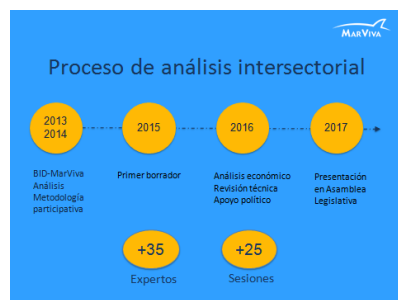 MARVIVA
Proceso de análisis intersectorial
2013
2014
2015
2016
2017
BID-MarViva
Análisis
Metodología
participativa
Primer borrador
Análisis económico
Revisión técnica
Apoyo político
Presentación
en Asamblea
Legislativa
+35
Expertos
+25
Sesiones